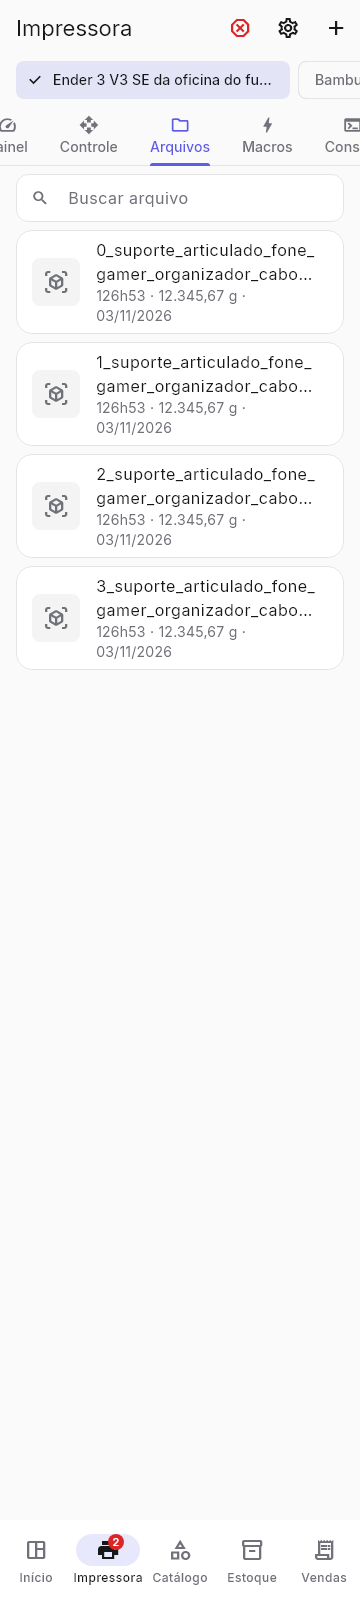 Impressora
Ender 3 V3 SE da oficina do fu...
Bambu
ainel
Controle
Arquivos
Macros
Cons
Buscar arquivo
0_suporte_articulado_fone_
gamer_organizador_cabo...
126h53 · 12.345,67 g ·
03/11/2026
1_suporte_articulado_fone_
gamer_organizador_cabo...
126h53 · 12.345,67 g ·
03/11/2026
2_suporte_articulado_fone_
gamer_organizador_cabo...
126h53 · 12.345,67 g ·
03/11/2026
3_suporte_articulado_fone_
gamer_organizador_cabo...
126h53 · 12.345,67 g ·
03/11/2026
2
Início
Impressora
Catálogo
Estoque
Vendas